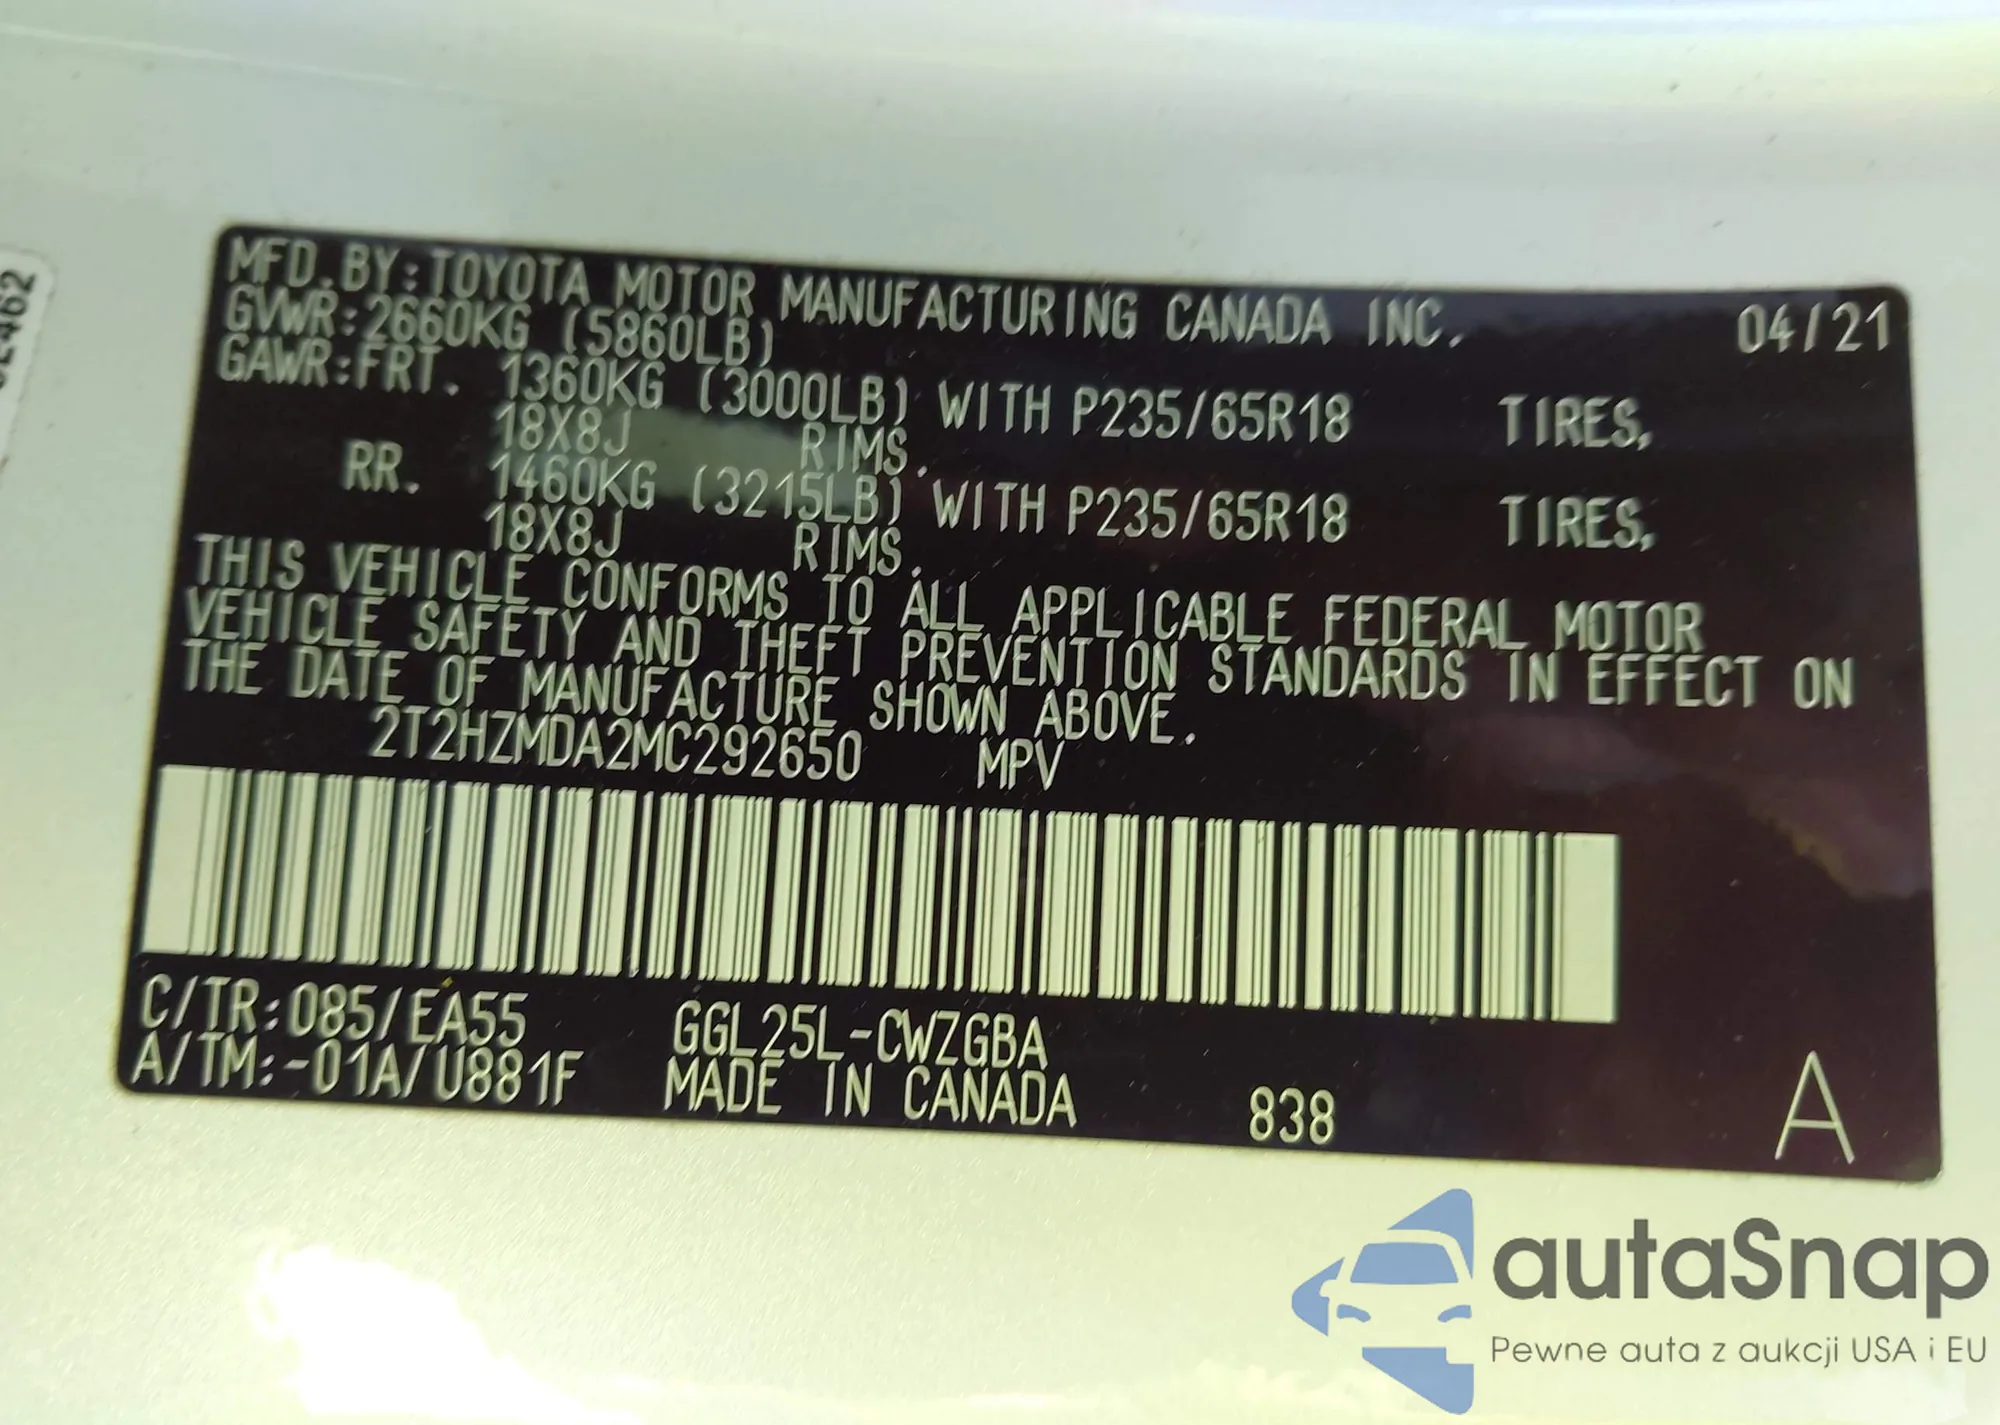 MFD.BY:TOYOTA MOTOR MANUFACTURING CANADA INC. 04/21
GVWR:2660KG (5860LB)
GAWR:FRT. 1360KG (3000LB) WITH P235/65R18 TIRES,
18X8J RIMS.
RR. 1460KG (3215LB) WITH P235/65R18 TIRES,
18X8J RIMS.
THIS VEHICLE CONFORMS TO ALL APPLICABLE FEDERAL MOTOR
VEHICLE SAFETY AND THEFT PREVENTION STANDARDS IN EFFECT ON
THE DATE OF MANUFACTURE SHOWN ABOVE.
2T2HZMDA2MC292650 MPV
C/TR:085/EA55 GGL25L-CWZGBA
A/TM:-01A/U881F MADE IN CANADA 838 A
autaSnap
Pewne auta z aukcji USA i EU